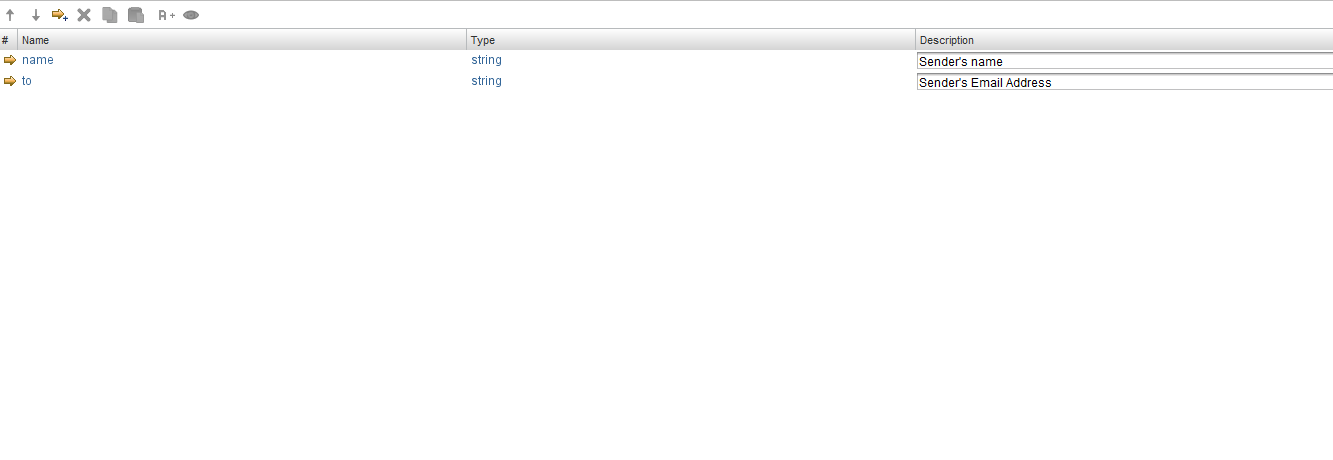 A+
# Name Type Description
name string Sender's name
to string Sender's Email Address